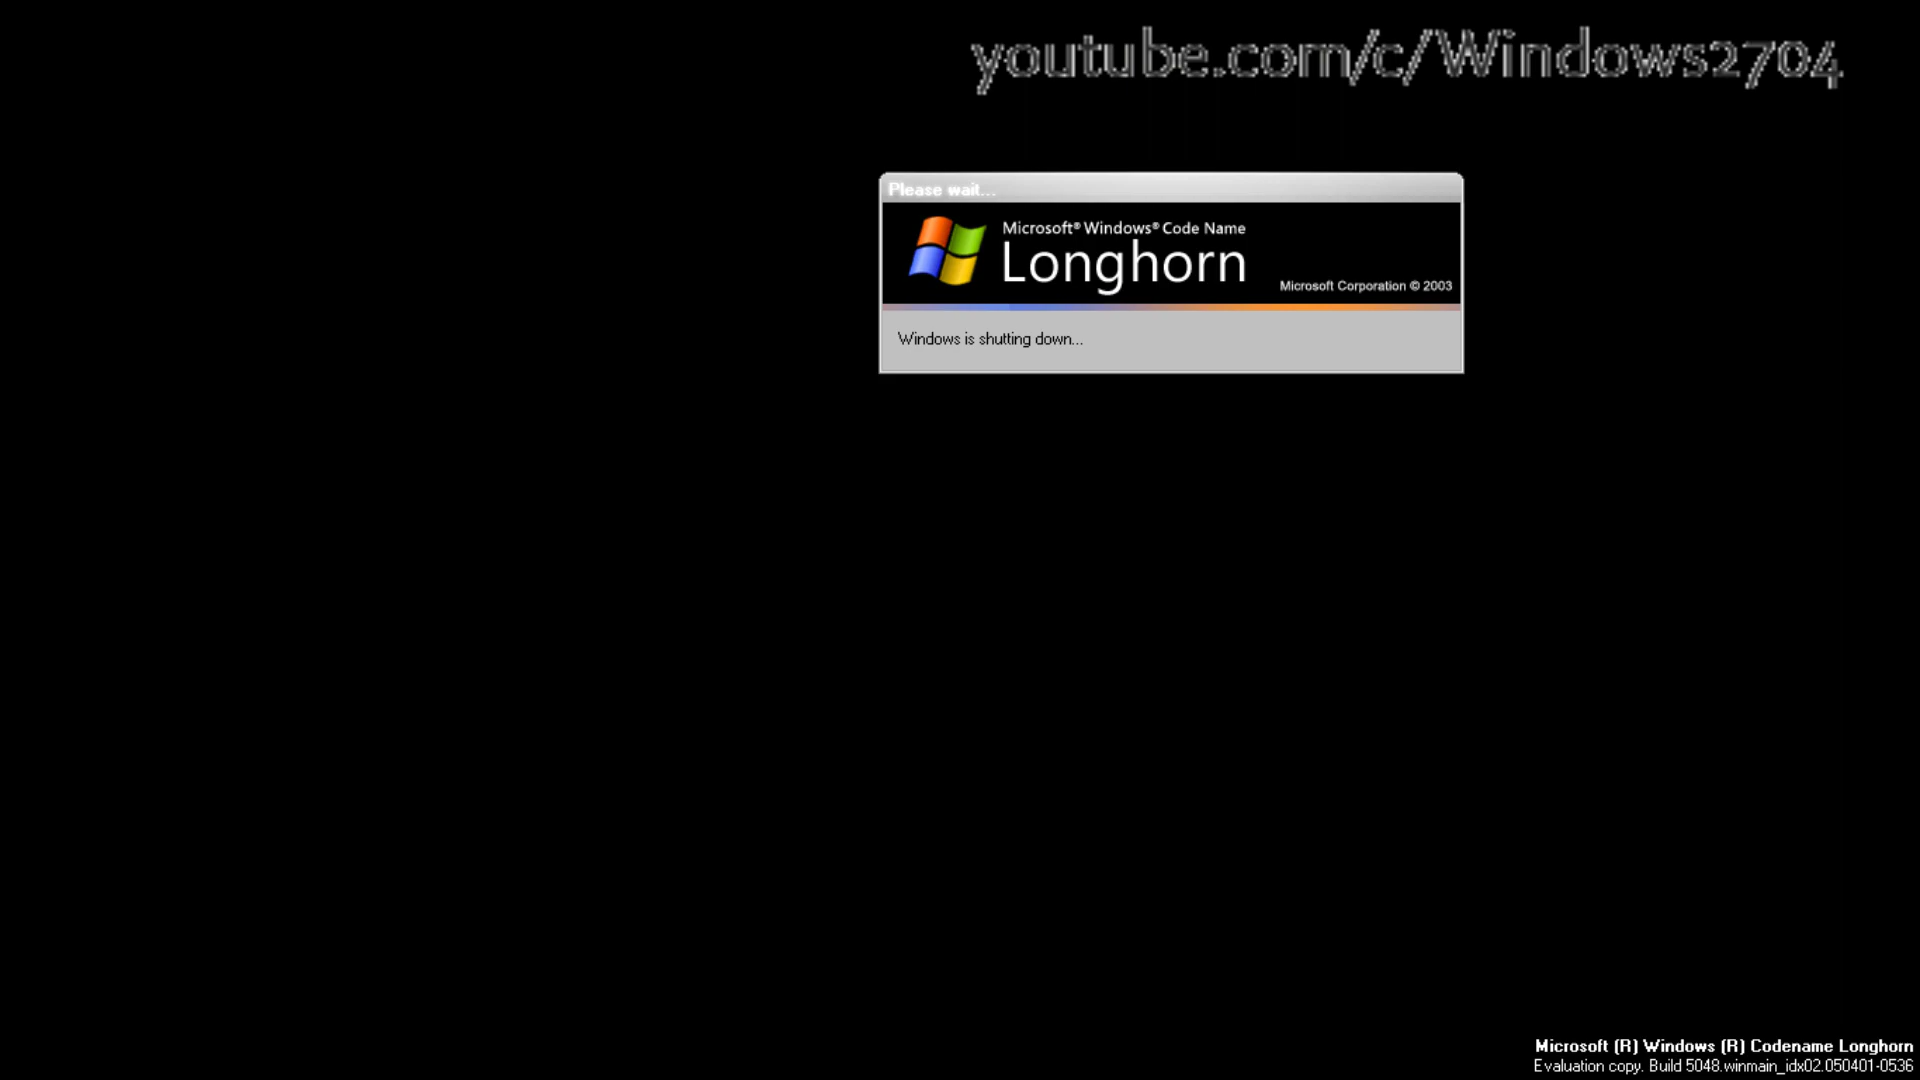 youtube.com/c/Windows2704
Please wait...
Microsoft® Windows® Code Name
Longhorn
Microsoft Corporation © 2003
Windows is shutting down...
Microsoft (R) Windows (R) Codename Longhorn
Evaluation copy. Build 5048.winmain_idx02.050401-0536